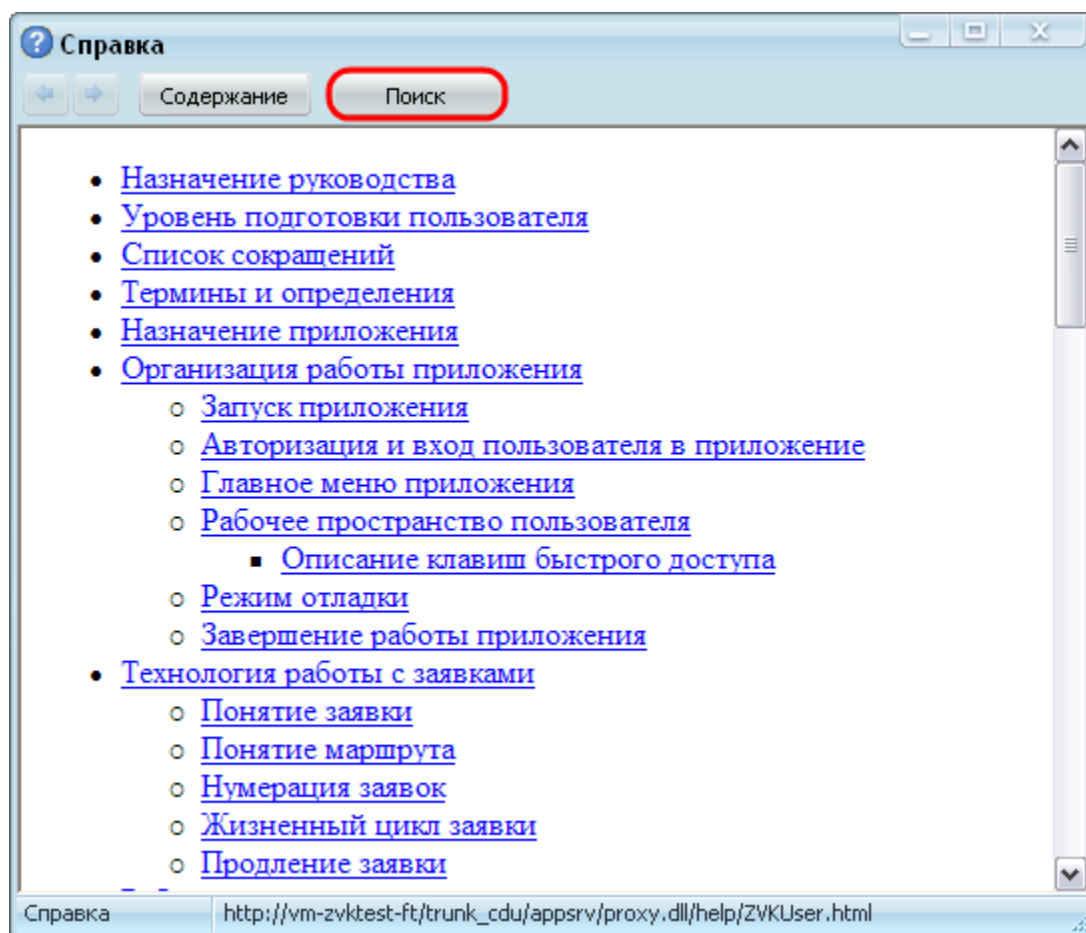 Справка
Содержание Поиск
Назначение руководства
Уровень подготовки пользователя
Список сокращений
Термины и определения
Назначение приложения
Организация работы приложения
Запуск приложения
Авторизация и вход пользователя в приложение
Главное меню приложения
Рабочее пространство пользователя
Описание клавиш быстрого доступа
Режим отладки
Завершение работы приложения
Технология работы с заявками
Понятие заявки
Понятие маршрута
Нумерация заявок
Жизненный цикл заявки
Продление заявки
Справка http://vm-zvktest-ft/trunk_cdu/appsrv/proxy.dll/help/ZVKUser.html